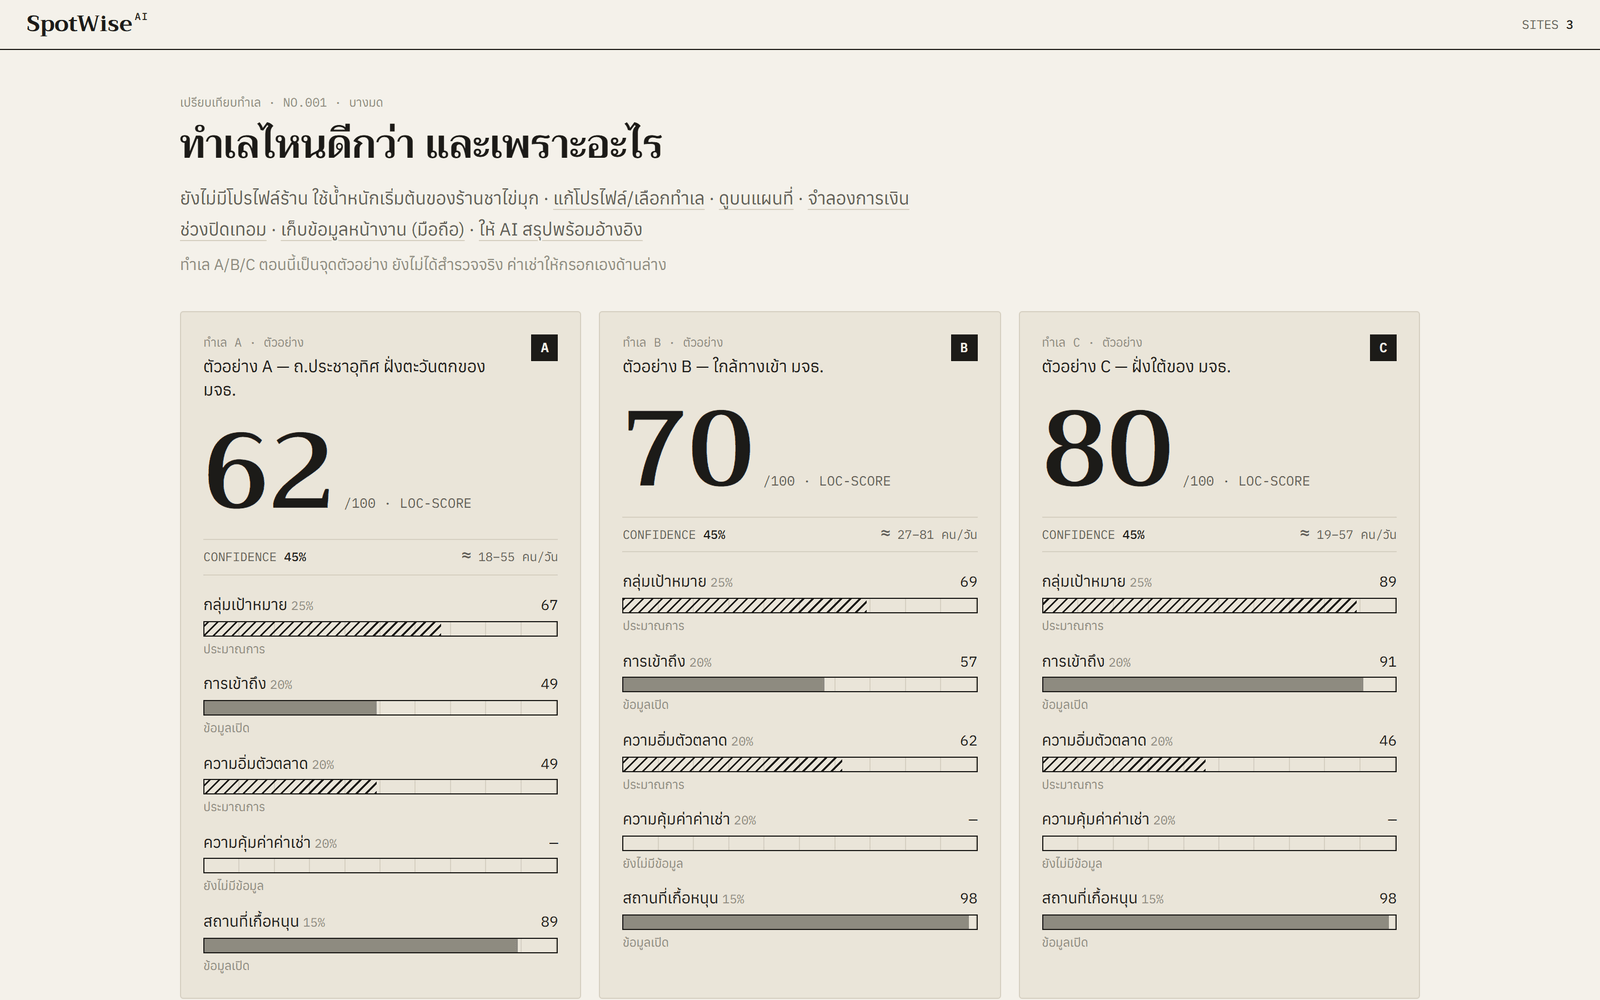 SpotWise AI
SITES 3
เปรียบเทียบทำเล · NO.001 · บางมด
ทำเลไหนดีกว่า และเพราะอะไร
ยังไม่มีโปรไฟล์ร้าน ใช้น้ำหนักเริ่มต้นของร้านชาไข่มุก · แก้โปรไฟล์/เลือกทำเล · ดูบนแผนที่ · จำลองการเงิน
ช่วงปิดเทอม · เก็บข้อมูลหน้างาน (มือถือ) · ให้ AI สรุปพร้อมอ้างอิง
ทำเล A/B/C ตอนนี้เป็นจุดตัวอย่าง ยังไม่ได้สำรวจจริง ค่าเช่าให้กรอกเองด้านล่าง
ทำเล A · ตัวอย่าง
A
ตัวอย่าง A — ถ.ประชาอุทิศ ฝั่งตะวันตกของ
มจธ.
62 /100 · LOC-SCORE
CONFIDENCE 45% ≈ 18–55 คน/วัน
กลุ่มเป้าหมาย 25% 67
ประมาณการ
การเข้าถึง 20% 49
ข้อมูลเปิด
ความอิ่มตัวตลาด 20% 49
ประมาณการ
ความคุ้มค่าค่าเช่า 20% —
ยังไม่มีข้อมูล
สถานที่เกื้อหนุน 15% 89
ข้อมูลเปิด
ทำเล B · ตัวอย่าง
B
ตัวอย่าง B — ใกล้ทางเข้า มจธ.
70 /100 · LOC-SCORE
CONFIDENCE 45% ≈ 27–81 คน/วัน
กลุ่มเป้าหมาย 25% 69
ประมาณการ
การเข้าถึง 20% 57
ข้อมูลเปิด
ความอิ่มตัวตลาด 20% 62
ประมาณการ
ความคุ้มค่าค่าเช่า 20% —
ยังไม่มีข้อมูล
สถานที่เกื้อหนุน 15% 98
ข้อมูลเปิด
ทำเล C · ตัวอย่าง
C
ตัวอย่าง C — ฝั่งใต้ของ มจธ.
80 /100 · LOC-SCORE
CONFIDENCE 45% ≈ 19–57 คน/วัน
กลุ่มเป้าหมาย 25% 89
ประมาณการ
การเข้าถึง 20% 91
ข้อมูลเปิด
ความอิ่มตัวตลาด 20% 46
ประมาณการ
ความคุ้มค่าค่าเช่า 20% —
ยังไม่มีข้อมูล
สถานที่เกื้อหนุน 15% 98
ข้อมูลเปิด